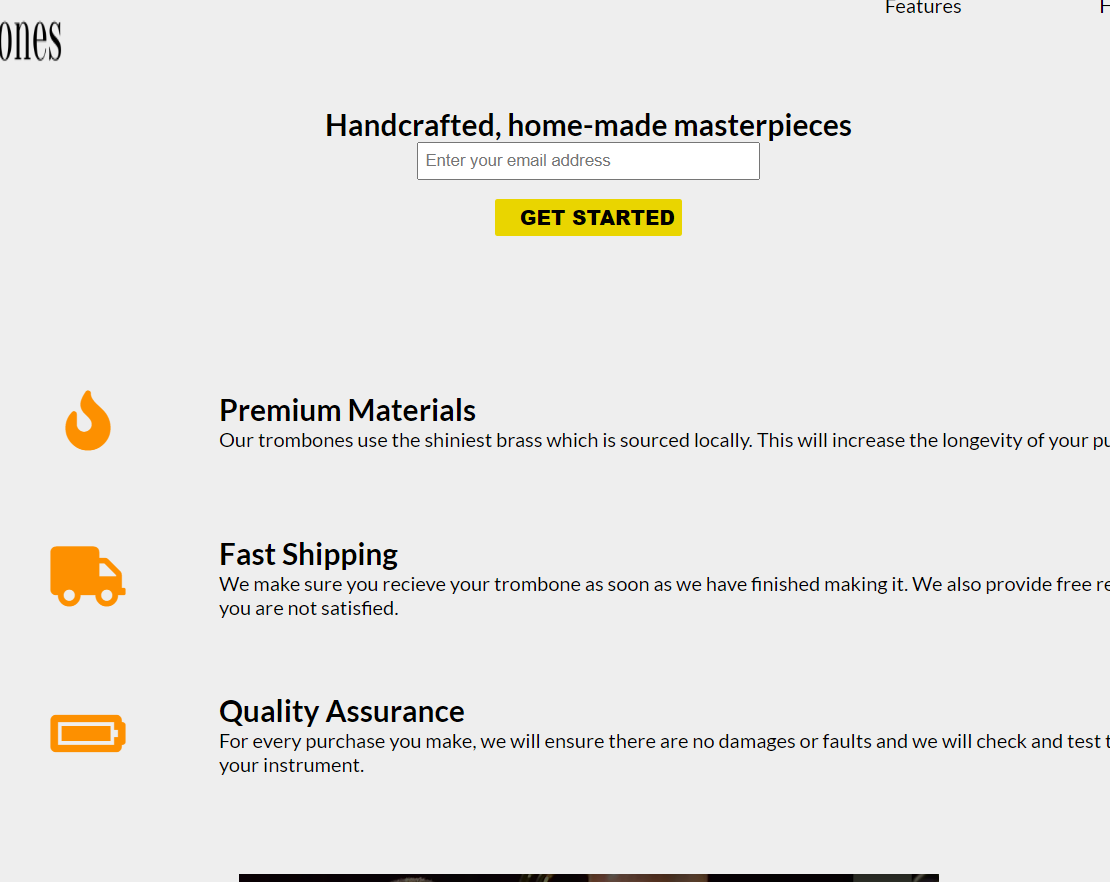 Features
ones
Handcrafted, home-made masterpieces
Enter your email address
GET STARTED
Premium Materials
Our trombones use the shiniest brass which is sourced locally. This will increase the longevity of your
Fast Shipping
We make sure you recieve your trombone as soon as we have finished making it. We also provide free
you are not satisfied.
Quality Assurance
For every purchase you make, we will ensure there are no damages or faults and we will check and test
your instrument.